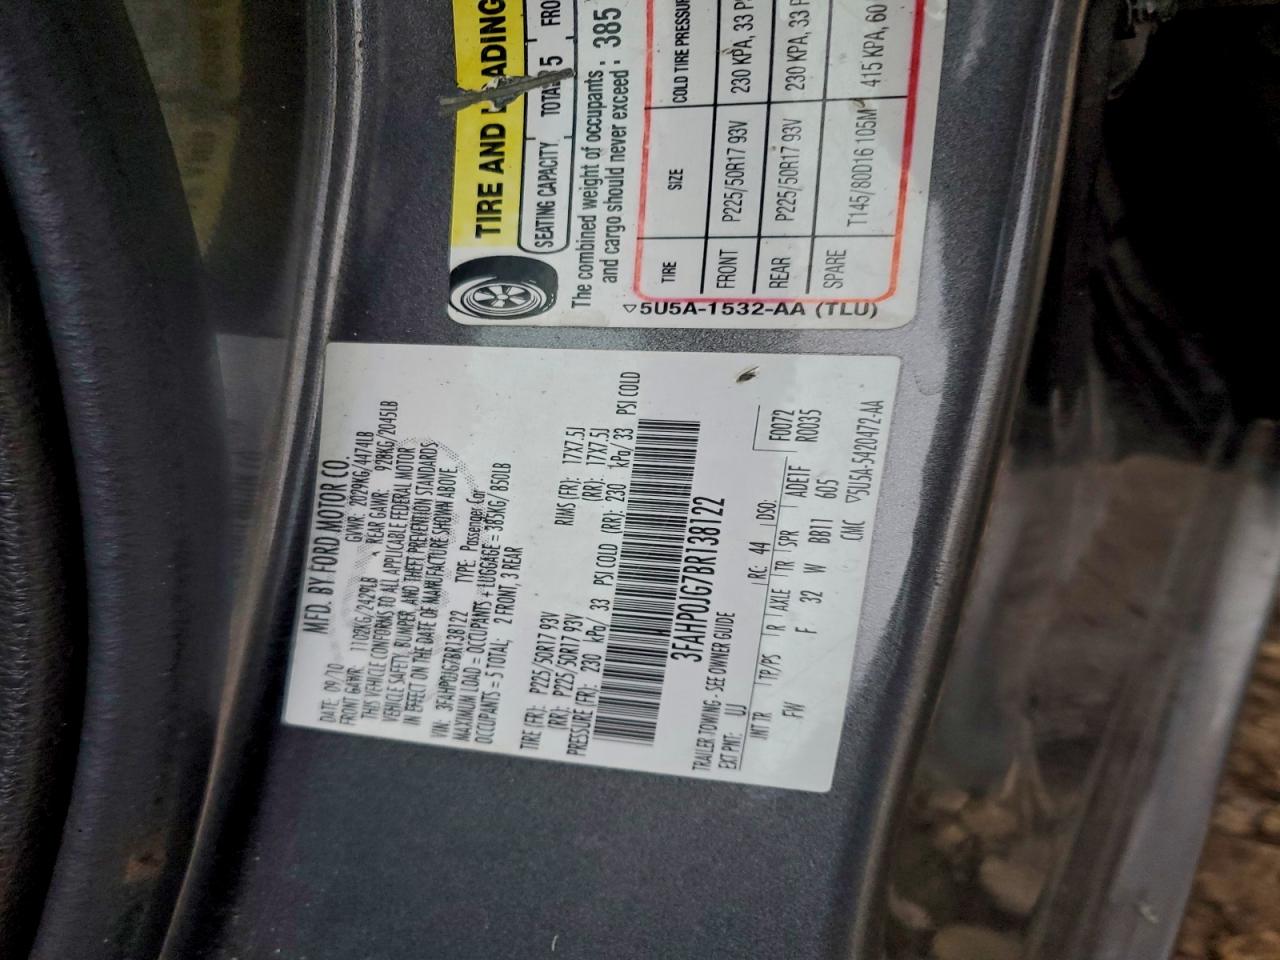 TIRE AND LOADING
SEATING CAPACITY TOTAL 5 FRO
The combined weight of occupants
and cargo should never exceed : 385
TIRE SIZE COLD TIRE PRESSUR
FRONT P225/50R17 93V 230 KPA, 33 P
REAR P225/50R17 93V 230 KPA, 33 P
SPARE T145/80D16 105M 415 KPA, 60
5U5A-1532-AA (TLU)
MFD. BY FORD MOTOR CO.
DATE: 09/10 GVWR: 2029KG/4474LB
FRONT GAWR: 1102KG/2429LB REAR GAWR: 928KG/2045LB
THIS VEHICLE CONFORMS TO ALL APPLICABLE FEDERAL MOTOR
VEHICLE SAFETY, BUMPER, AND THEFT PREVENTION STANDARDS
IN EFFECT ON THE DATE OF MANUFACTURE SHOWN ABOVE.
VIN: 3FAHP0JG7BR138122 TYPE: Passenger Car
MAXIMUM LOAD = OCCUPANTS + LUGGAGE = 385KG/850LB
OCCUPANTS = 5 TOTAL; 2 FRONT, 3 REAR
TIRE (FR): P225/50R17 93V RIMS (FR): 17X7.5J
(RR): P225/50R17 93V (RR): 17X7.5J
PRESSURE (FR): 230 kPa/ 33 PSI COLD (RR): 230 kPa/ 33 PSI COLD
3FAHP0JG7BR138122
TRAILER TOWING - SEE OWNER GUIDE
EXT PNT: UJ RC: 44 DSO: F0072
INT TR TP/PS R AXLE TR SPR ADE1F R0035
FW F 32 W BB11 605
CMC 5U5A-5420472-AA